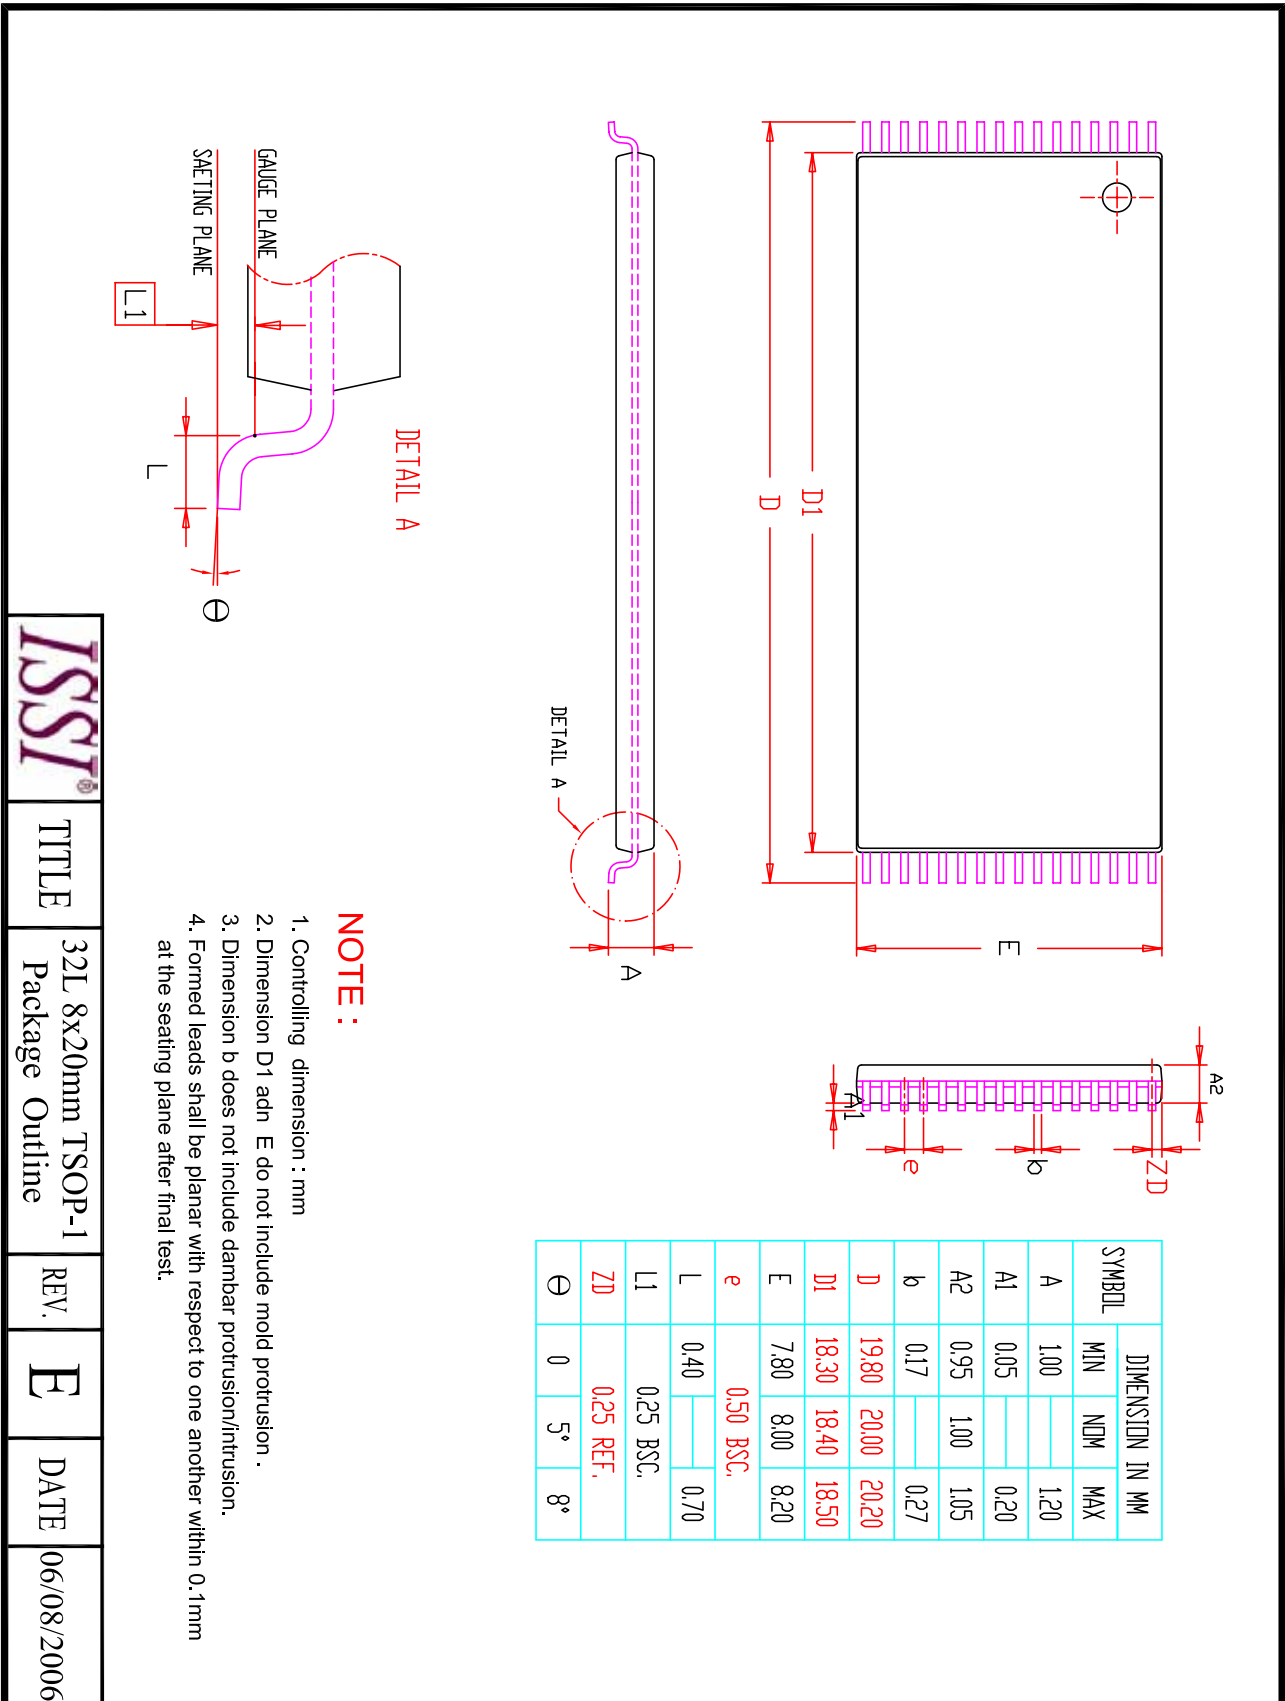 D1
D
E
A2
A1
e
b
ZD
A
DETAIL A
GAUGE PLANE
SAETING PLANE
L1
L
DETAIL A
Θ
SYMBOL DIMENSION IN MM
MIN NOM MAX
A 1.00 1.20
A1 0.05 0.20
A2 0.95 1.00 1.05
b 0.17 0.27
D 19.80 20.00 20.20
D1 18.30 18.40 18.50
E 7.80 8.00 8.20
e 0.50 BSC.
L 0.40 0.70
L1 0.25 BSC.
ZD 0.25 REF.
Θ 0 5° 8°
NOTE :
1. Controlling dimension : mm
2. Dimension D1 adn E do not include mold protrusion .
3. Dimension b does not include dambar protrusion/intrusion.
4. Formed leads shall be planar with respect to one another within 0.1mm
at the seating plane after final test.
ISSI®
TITLE
32L 8x20mm TSOP-1
Package Outline
REV.
E
DATE
06/08/2006